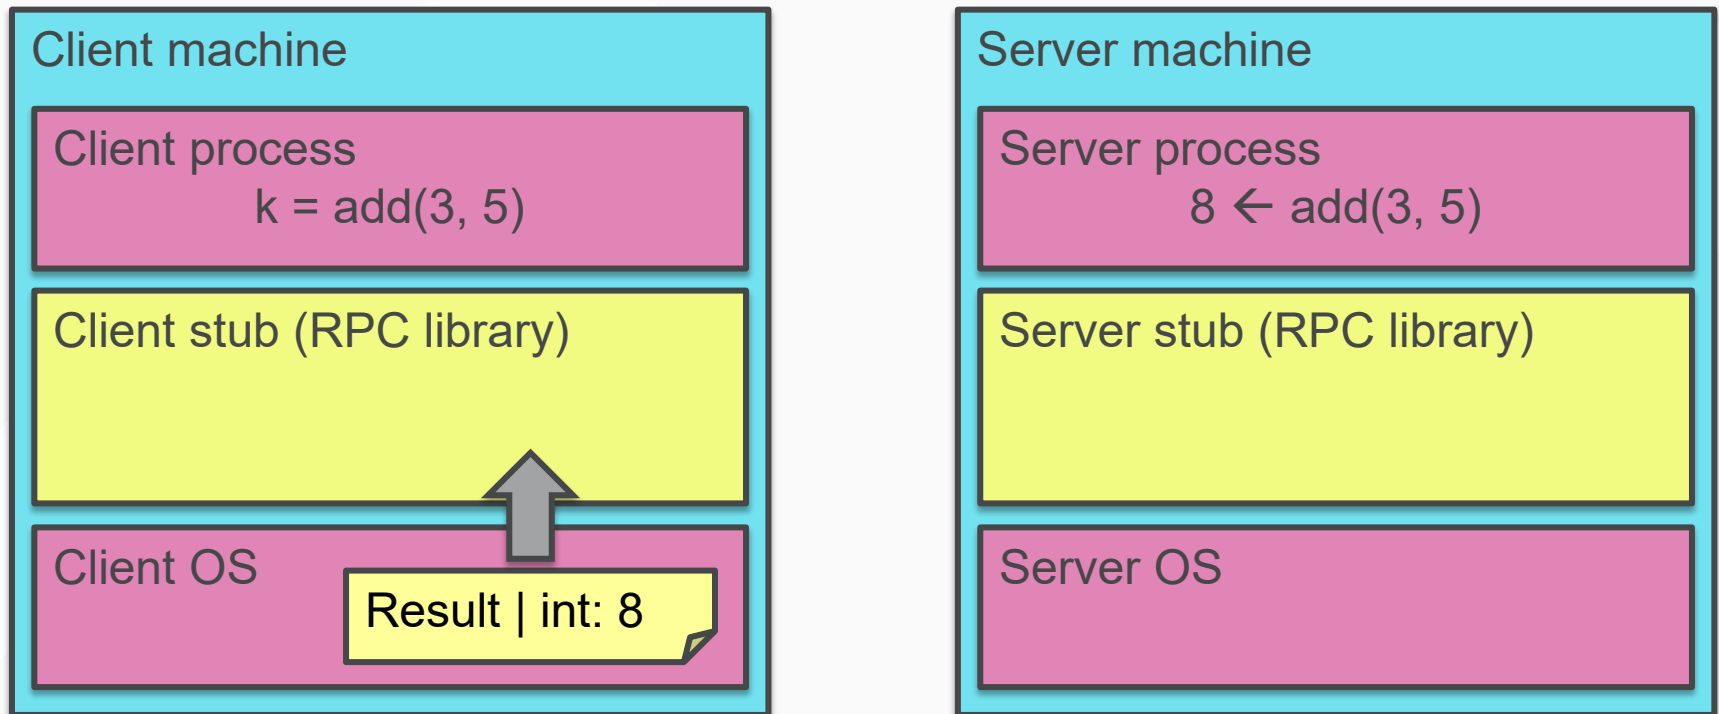 Client machine
Client process
k = add(3, 5)
Client stub (RPC library)
Client OS
Result | int: 8
Server machine
Server process
8 ← add(3, 5)
Server stub (RPC library)
Server OS